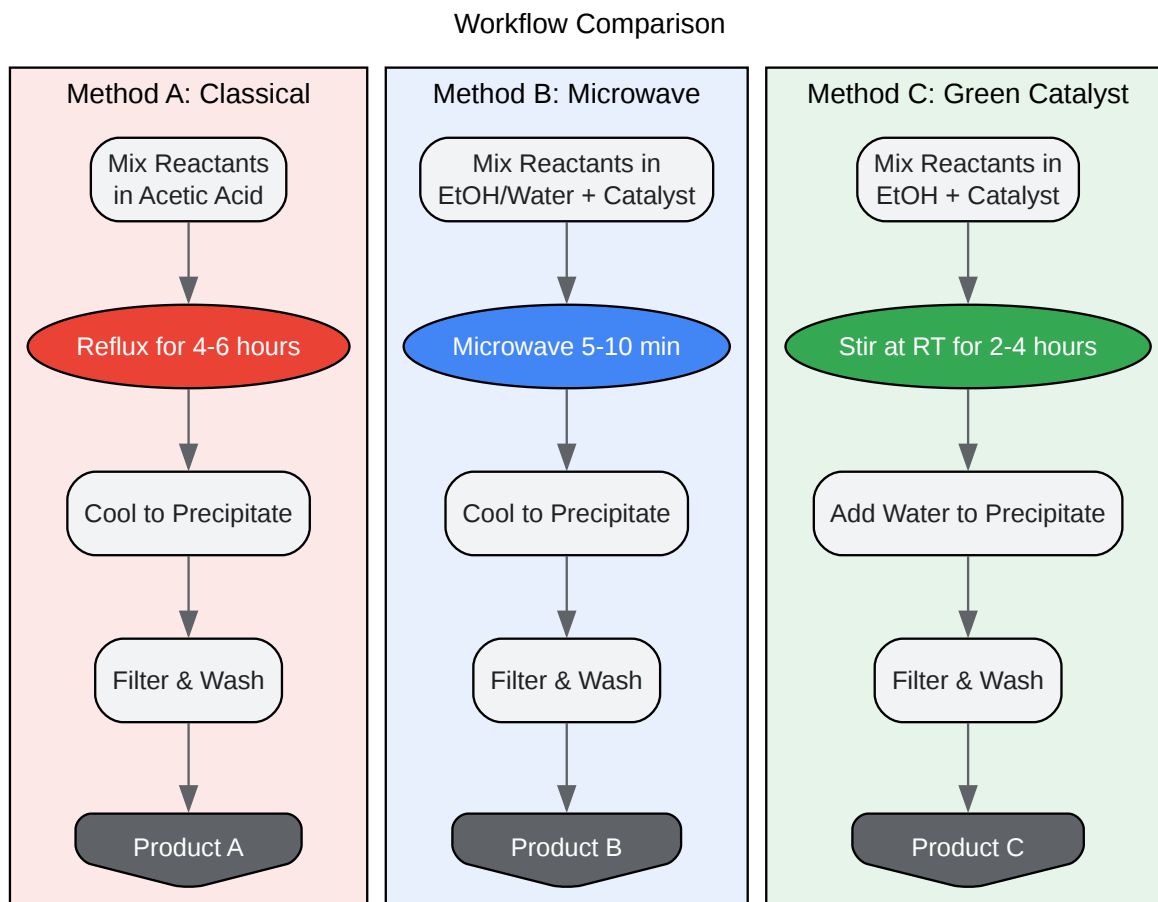 Workflow Comparison
Method A: Classical
Mix Reactants
in Acetic Acid
Reflux for 4-6 hours
Cool to Precipitate
Filter & Wash
Product A
Method B: Microwave
Mix Reactants in
EtOH/Water + Catalyst
Microwave 5-10 min
Cool to Precipitate
Filter & Wash
Product B
Method C: Green Catalyst
Mix Reactants in
EtOH + Catalyst
Stir at RT for 2-4 hours
Add Water to Precipitate
Filter & Wash
Product C